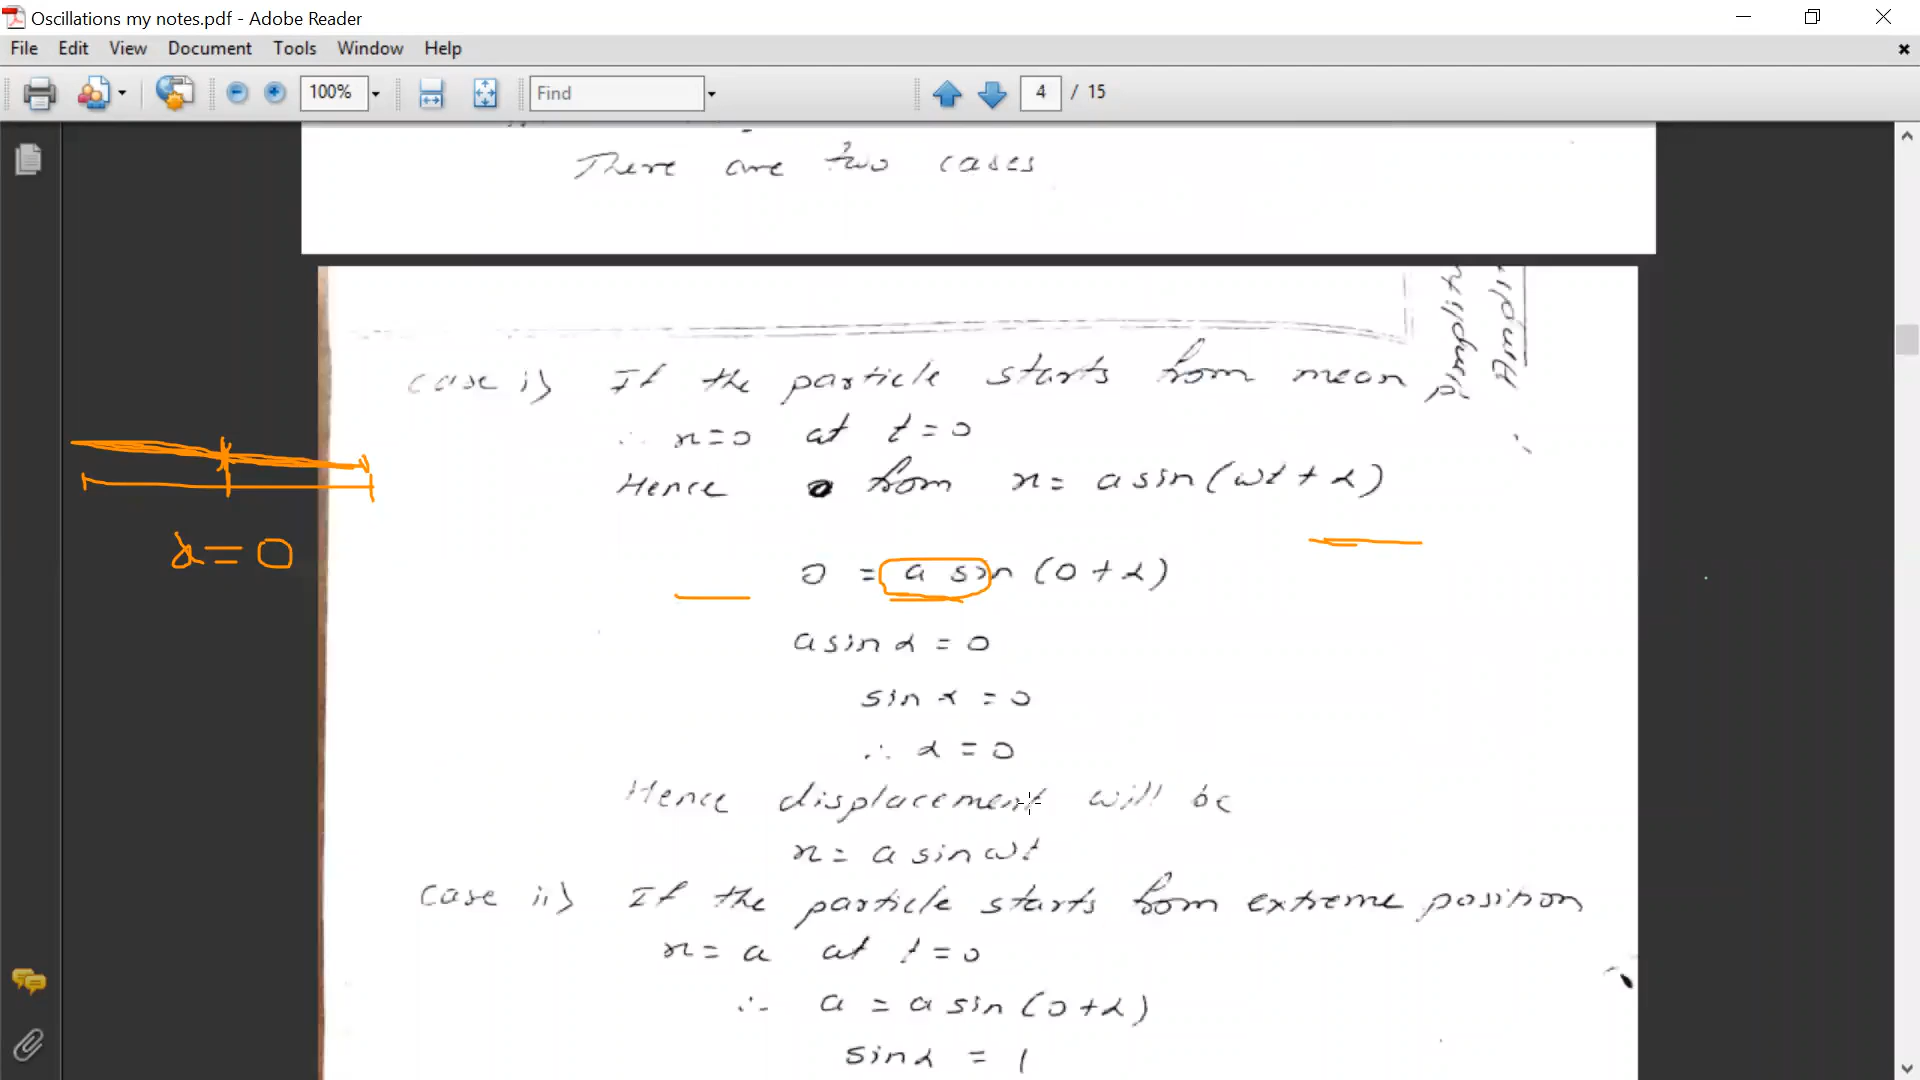 Oscillations my notes.pdf - Adobe Reader
File Edit View Document Tools Window Help
100% Find 4 / 15
There are two cases
case i) If the particle starts from mean
∴ x=0 at t=0
Hence from x= a sin(ωt+α)
α=0
0 = a sin (0+α)
a sin α = 0
sin α = 0
∴ α = 0
Hence displacement will be
x= a sin ωt
case ii) If the particle starts from extreme position
x= a at t=0
∴ a = a sin (0+α)
sin α = 1